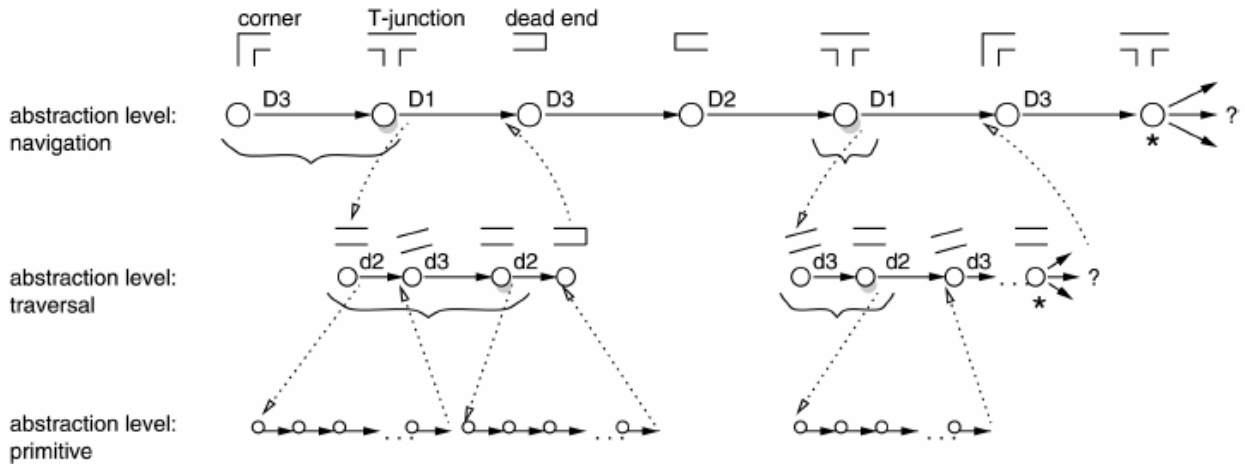 corner T-junction dead end
D3 D1 D3 D2 D1 D3
abstraction level:
navigation
?
*
d2 d3 d2 d3 d2 d3
abstraction level:
traversal
... ?
*
abstraction level:
primitive
... ... ...